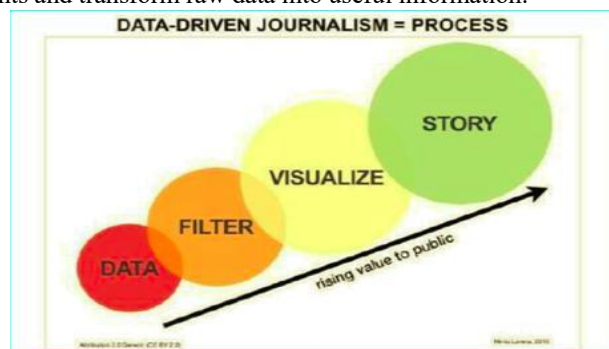 nts and transform raw data into useful information.
DATA-DRIVEN JOURNALISM = PROCESS
STORY
VISUALIZE
FILTER
DATA
rising value to public